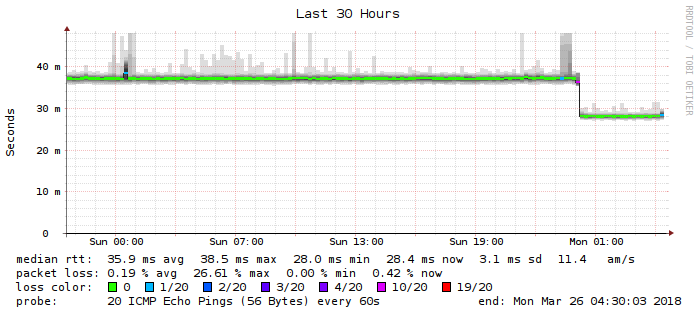 Last 30 Hours
RRDTOOL / TOBI OETIKER
Seconds
40 m
30 m
20 m
10 m
0
Sun 00:00 Sun 07:00 Sun 13:00 Sun 19:00 Mon 01:00
median rtt: 35.9 ms avg 38.5 ms max 28.0 ms min 28.4 ms now 3.1 ms sd 11.4 am/s
packet loss: 0.19 % avg 26.61 % max 0.00 % min 0.42 % now
loss color: 0 1/20 2/20 3/20 4/20 10/20 19/20
probe: 20 ICMP Echo Pings (56 Bytes) every 60s end: Mon Mar 26 04:30:03 2018